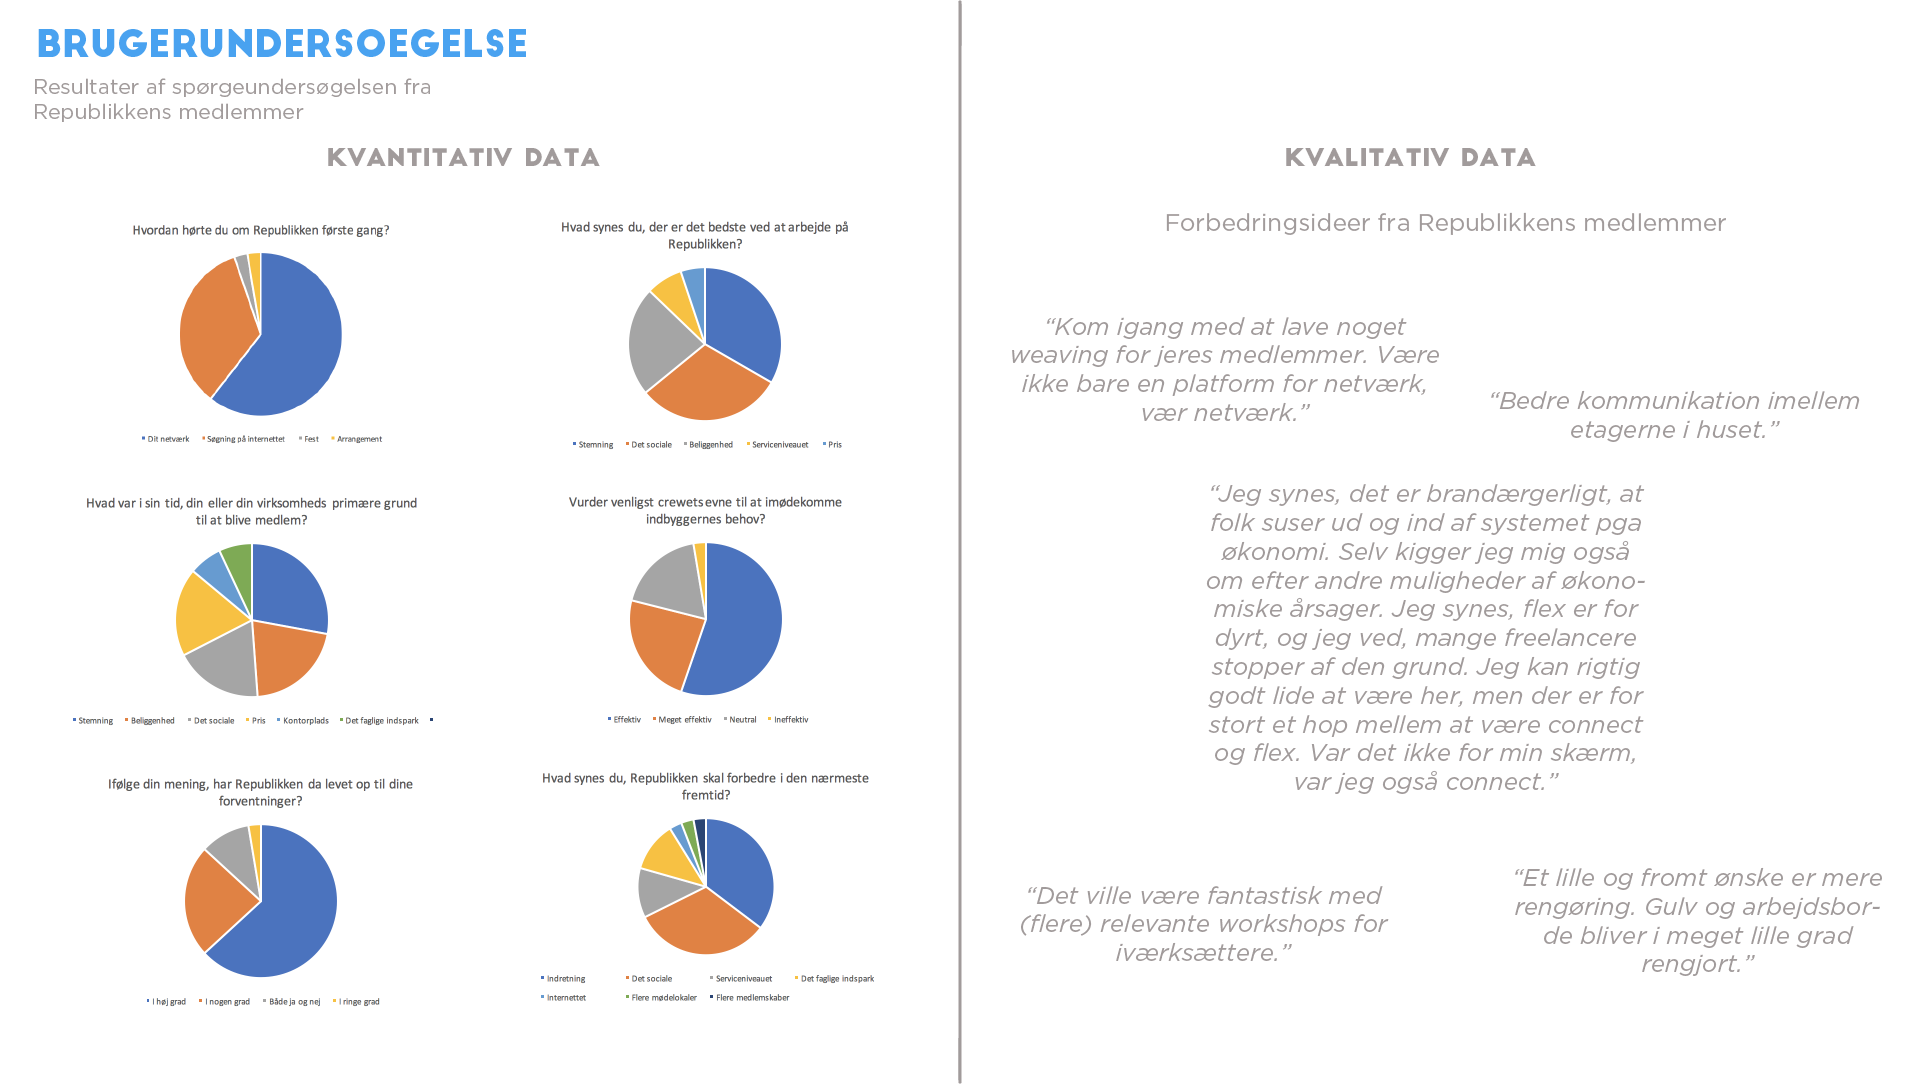 BRUGERUNDERSOEGELSE
Resultater af spørgeundersøgelsen fra
Republikkens medlemmer
KVANTITATIV DATA
Hvordan hørte du om Republikken første gang?
Dit netværk Søgning på internettet Fest Arrangement
Hvad synes du, der er det bedste ved at arbejde på
Republikken?
Stemning Det sociale Beliggenhed Serviceniveauet Pris
Hvad var i sin tid, din eller din virksomheds primære grund
til at blive medlem?
Stemning Beliggenhed Det sociale Pris Kontorplads Det faglige indspark
Vurder venligst crewets evne til at imødekomme
indbyggernes behov?
Effektiv Meget effektiv Neutral Ineffektiv
Ifølge din mening, har Republikken da levet op til dine
forventninger?
I høj grad I nogen grad Både ja og nej I ringe grad
Hvad synes du, Republikken skal forbedre i den nærmeste
fremtid?
Indretning Det sociale Serviceniveauet Det faglige indspark
Internettet Flere mødelokaler Flere medlemskaber
KVALITATIV DATA
Forbedringsideer fra Republikkens medlemmer
“Kom igang med at lave noget
weaving for jeres medlemmer. Være
ikke bare en platform for netværk,
vær netværk.”
“Bedre kommunikation imellem
etagerne i huset.”
“Jeg synes, det er brandærgerligt, at
folk suser ud og ind af systemet pga
økonomi. Selv kigger jeg mig også
om efter andre muligheder af økono-
miske årsager. Jeg synes, flex er for
dyrt, og jeg ved, mange freelancere
stopper af den grund. Jeg kan rigtig
godt lide at være her, men der er for
stort et hop mellem at være connect
og flex. Var det ikke for min skærm,
var jeg også connect.”
“Det ville være fantastisk med
(flere) relevante workshops for
iværksættere.”
“Et lille og fromt ønske er mere
rengøring. Gulv og arbejdsbor-
de bliver i meget lille grad
rengjort.”